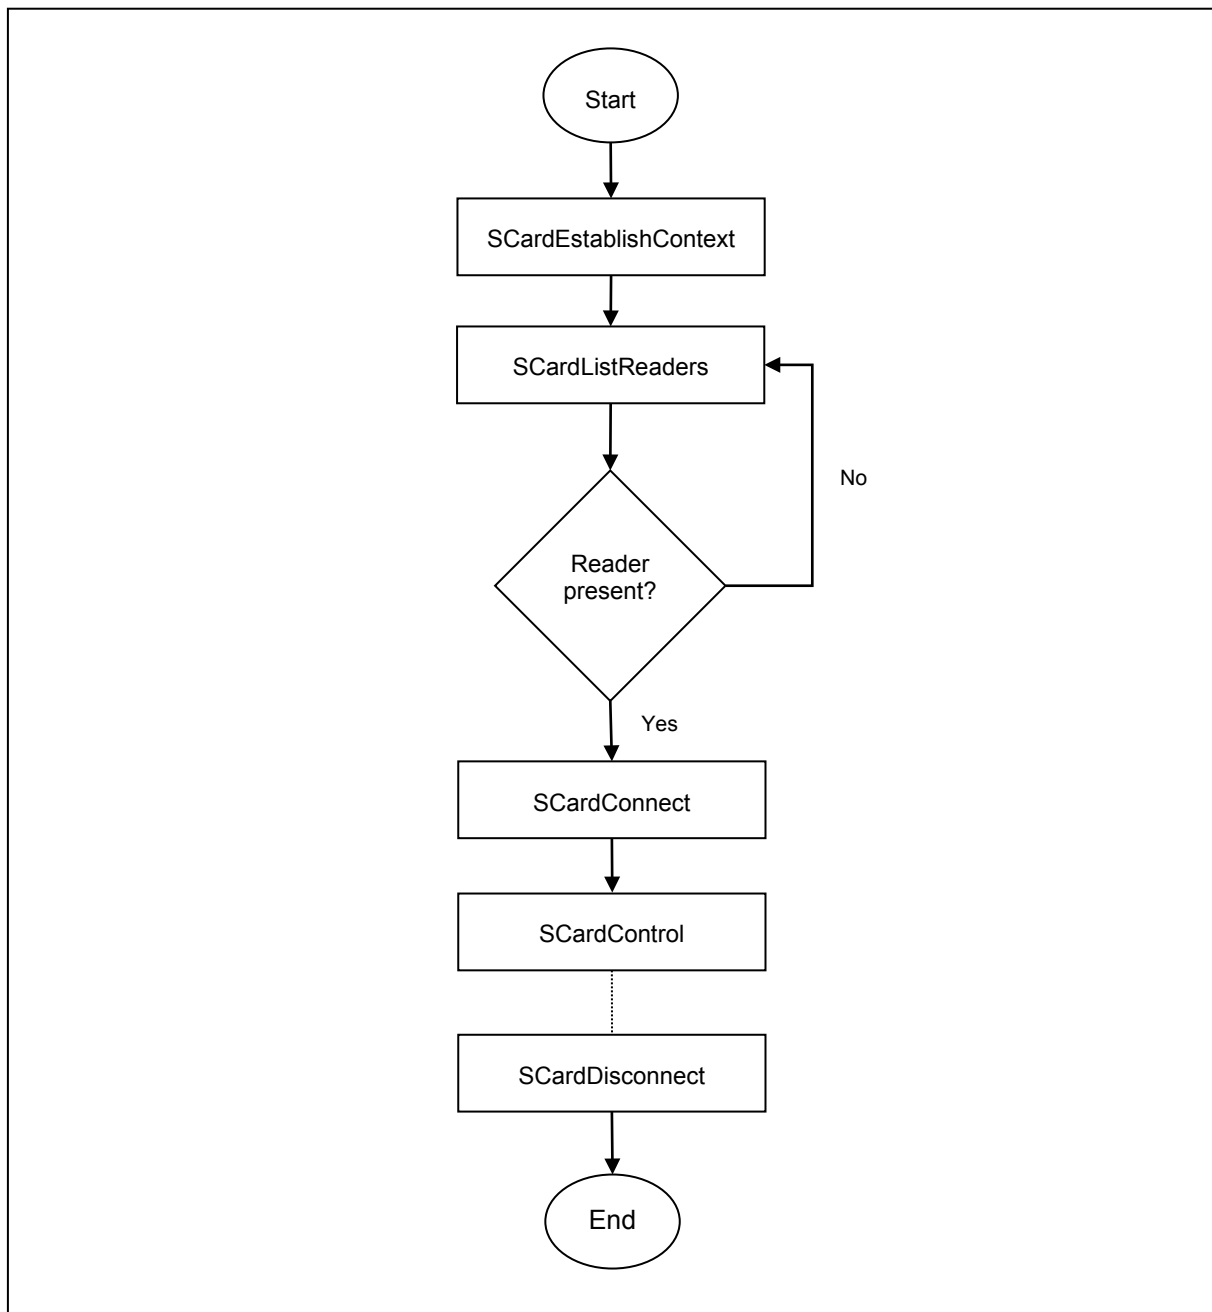 Start
SCardEstablishContext
SCardListReaders
No
Reader
present?
Yes
SCardConnect
SCardControl
SCardDisconnect
End